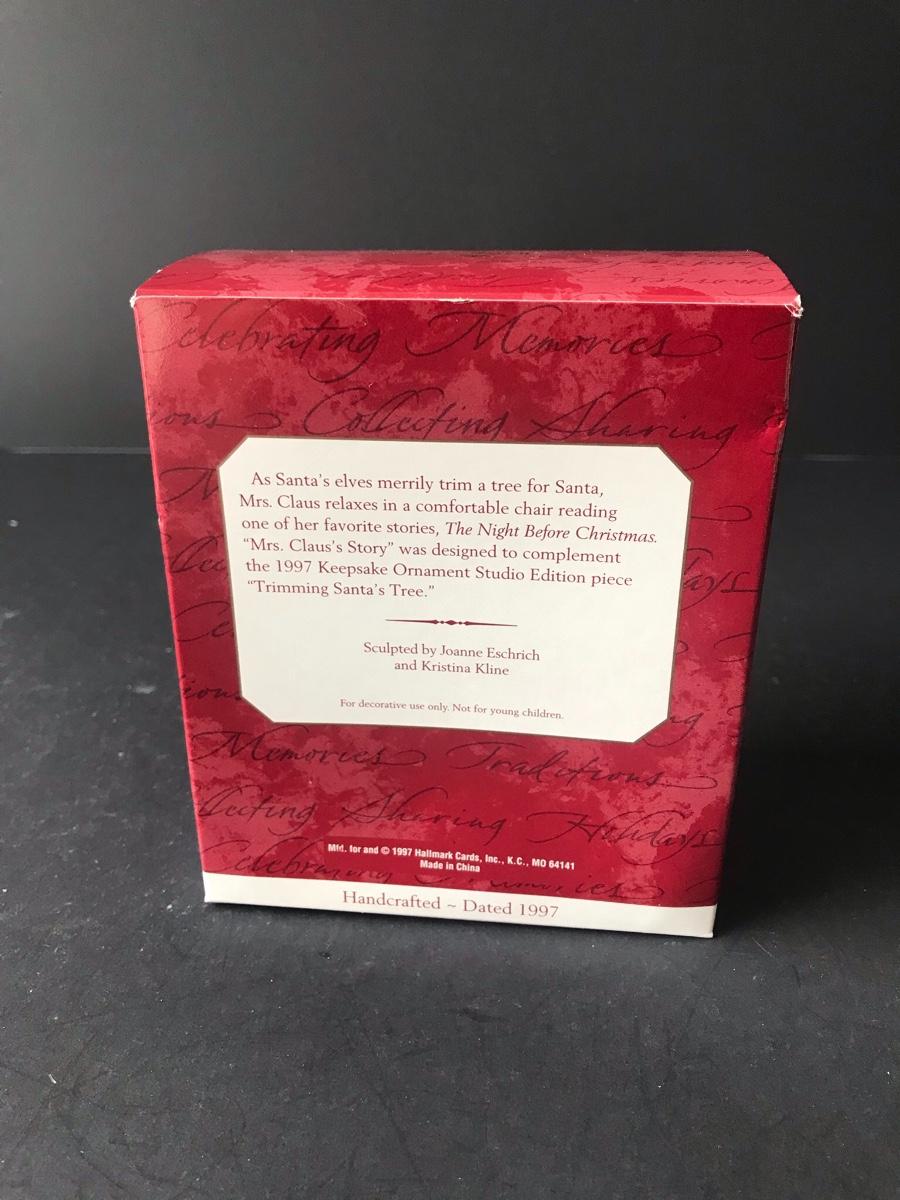 Celebrating Memories
Collecting Sharing
As Santa's elves merrily trim a tree for Santa,
Mrs. Claus relaxes in a comfortable chair reading
one of her favorite stories, The Night Before Christmas.
“Mrs. Claus's Story” was designed to complement
the 1997 Keepsake Ornament Studio Edition piece
“Trimming Santa's Tree.”
Sculpted by Joanne Eschrich
and Kristina Kline
For decorative use only. Not for young children.
Memories Traditions
Sharing Holidays
Mfd. for and © 1997 Hallmark Cards, Inc., K.C., MO 64141
Made in China
Handcrafted ~ Dated 1997